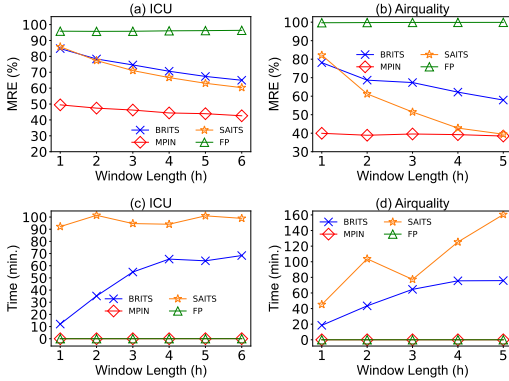 (a) ICU
MRE (%)
100
90
80
70
60
50
40
30
20
BRITS
SAITS
MPIN
FP
1 2 3 4 5 6
Window Length (h)
(b) Airquality
MRE (%)
100
90
80
70
60
50
40
30
BRITS
SAITS
MPIN
FP
1 2 3 4 5
Window Length (h)
(c) ICU
Time (min.)
100
90
80
70
60
50
40
30
20
10
0
BRITS
SAITS
MPIN
FP
1 2 3 4 5 6
Window Length (h)
(d) Airquality
Time (min.)
160
140
120
100
80
60
40
20
0
BRITS
SAITS
MPIN
FP
1 2 3 4 5
Window Length (h)